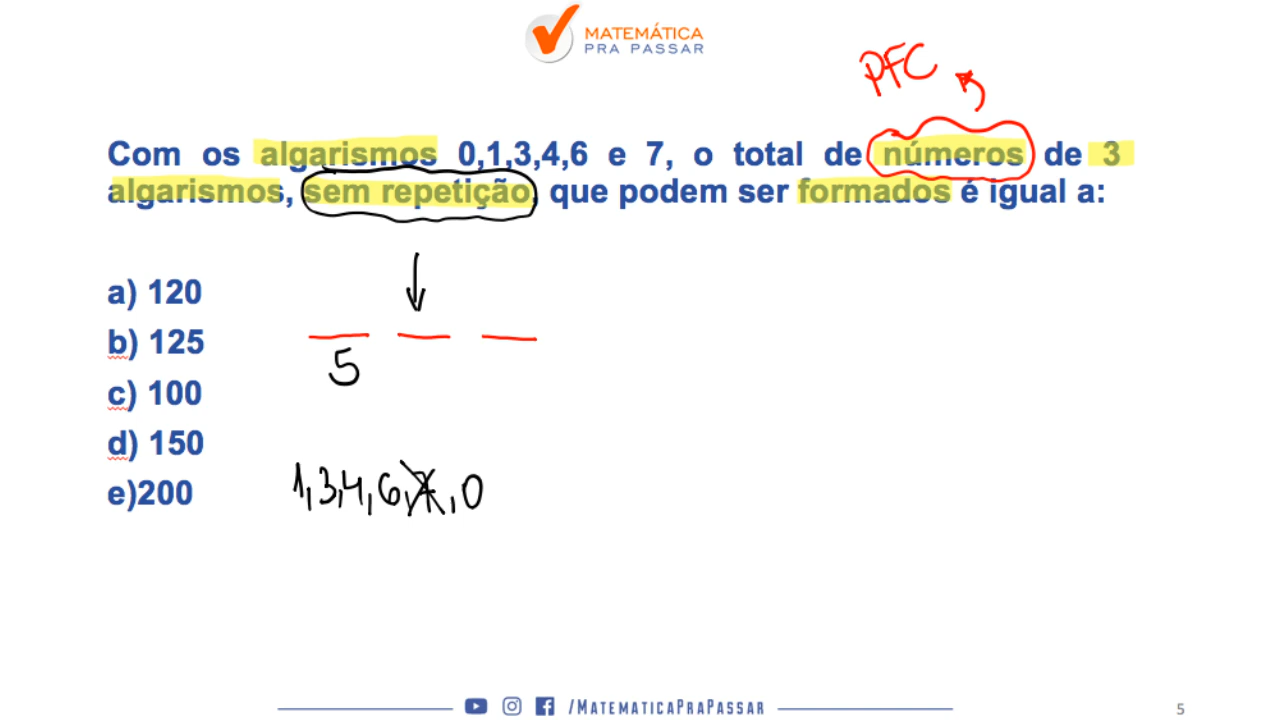 MATEMÁTICA
PRA PASSAR
PFC
Com os algarismos 0,1,3,4,6 e 7, o total de números de 3
algarismos, sem repetição, que podem ser formados é igual a:
a) 120
b) 125
c) 100
d) 150
e)200
5
1,3,4,6,7,0
/MATEMATICAPRAPASSAR
5